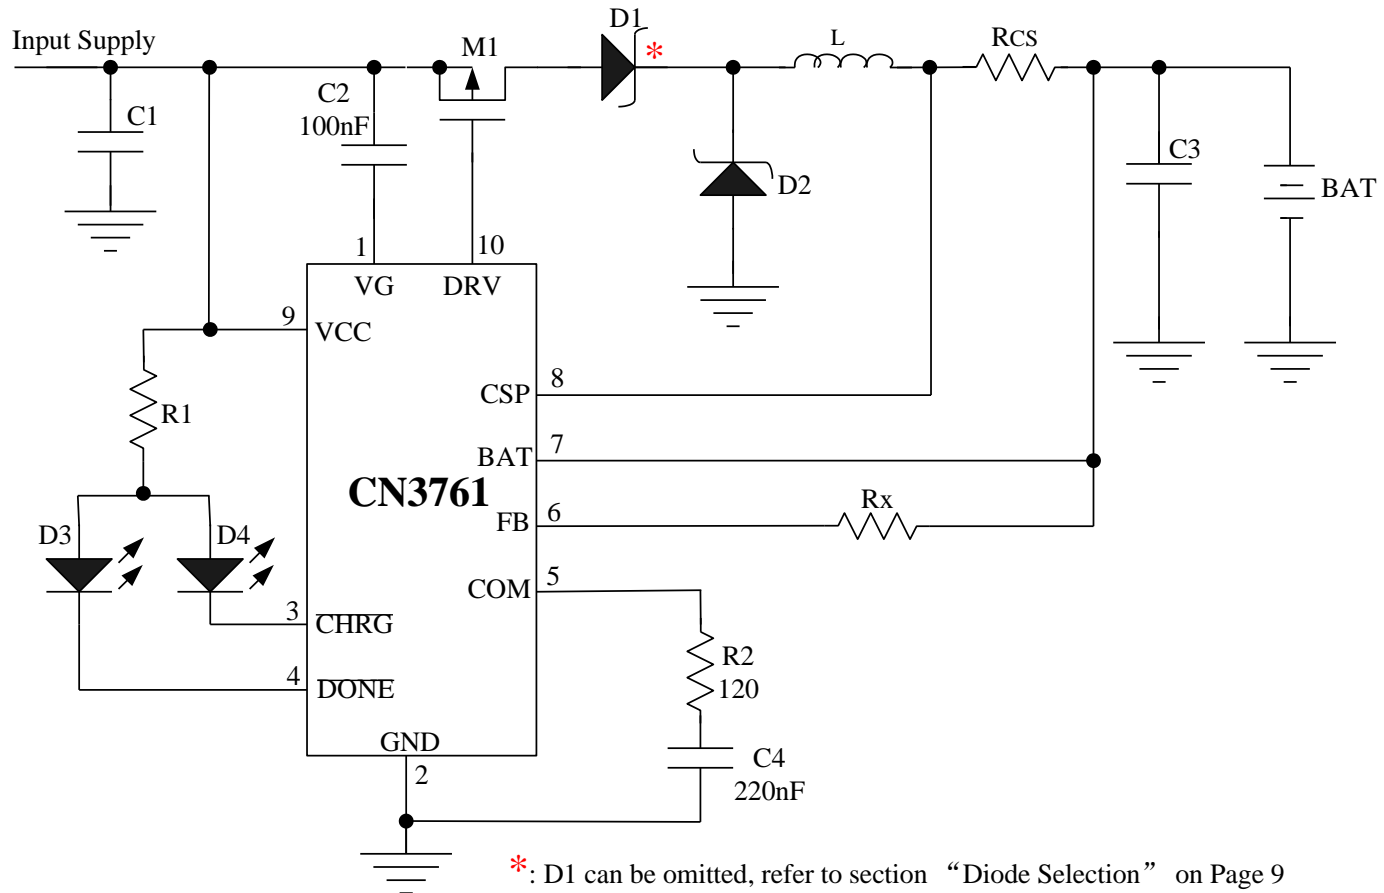 D1
Input Supply
M1
*
L
RCS
C2
100nF
C1
C3
D2
BAT
1
10
VG
DRV
9
VCC
8
CSP
R1
7
BAT
CN3761
6
FB
Rx
D3
D4
5
COM
3
CHRG
R2
120
4
DONE
GND
2
C4
220nF
*: D1 can be omitted, refer to section “Diode Selection” on Page 9